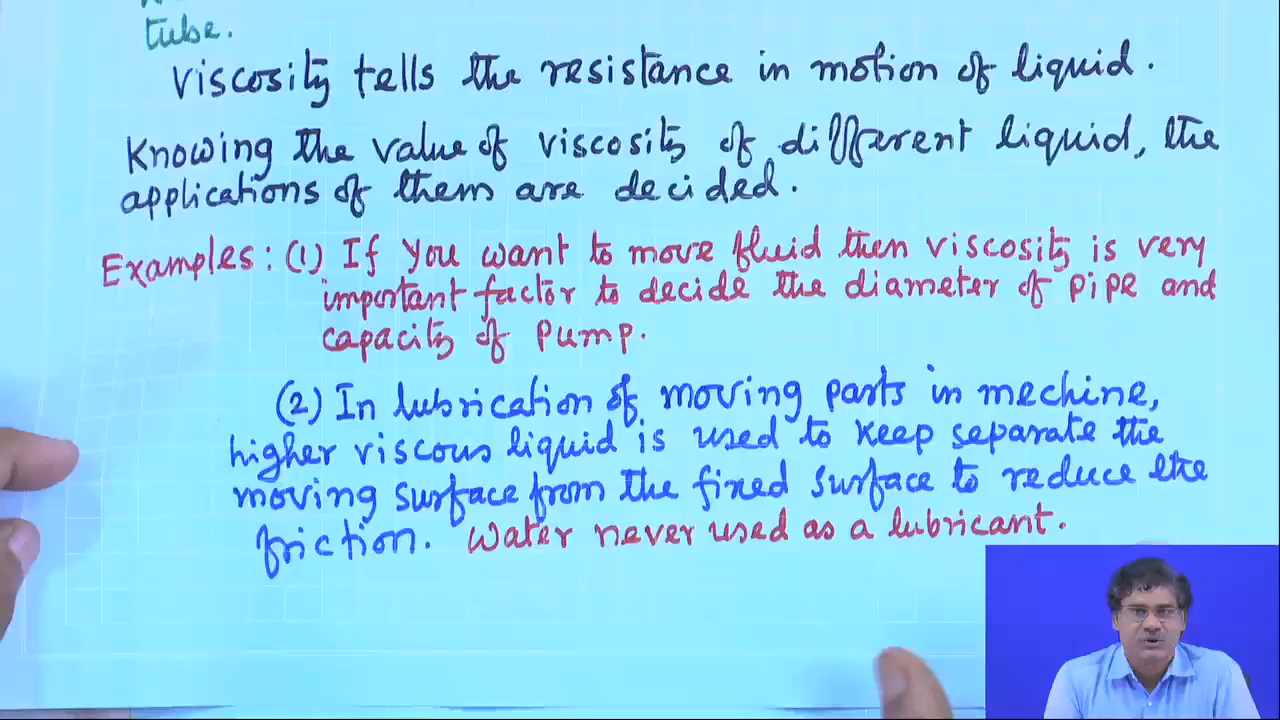 tube.
Viscosity tells the resistance in motion of liquid.
Knowing the value of viscosity of different liquid, the
applications of them are decided.
Examples: (1) If you want to move fluid then viscosity is very
important factor to decide the diameter of pipe and
capacity of pump.
(2) In lubrication of moving parts in mechine,
higher viscous liquid is used to keep separate the
moving surface from the fixed surface to reduce the
friction. Water never used as a lubricant.